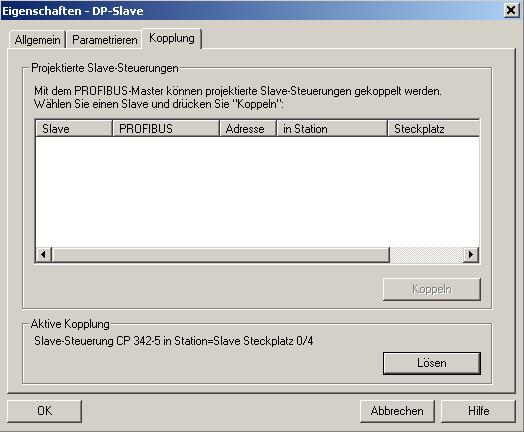 Eigenschaften - DP-Slave
Allgemein Parametrieren Kopplung
Projektierte Slave-Steuerungen
Mit dem PROFIBUS-Master können projektierte Slave-Steuerungen gekoppelt werden.
Wählen Sie einen Slave und drücken Sie "Koppeln":
Slave PROFIBUS Adresse in Station Steckplatz
Koppeln
Aktive Kopplung
Slave-Steuerung CP 342-5 in Station=Slave Steckplatz 0/4
Lösen
OK Abbrechen Hilfe